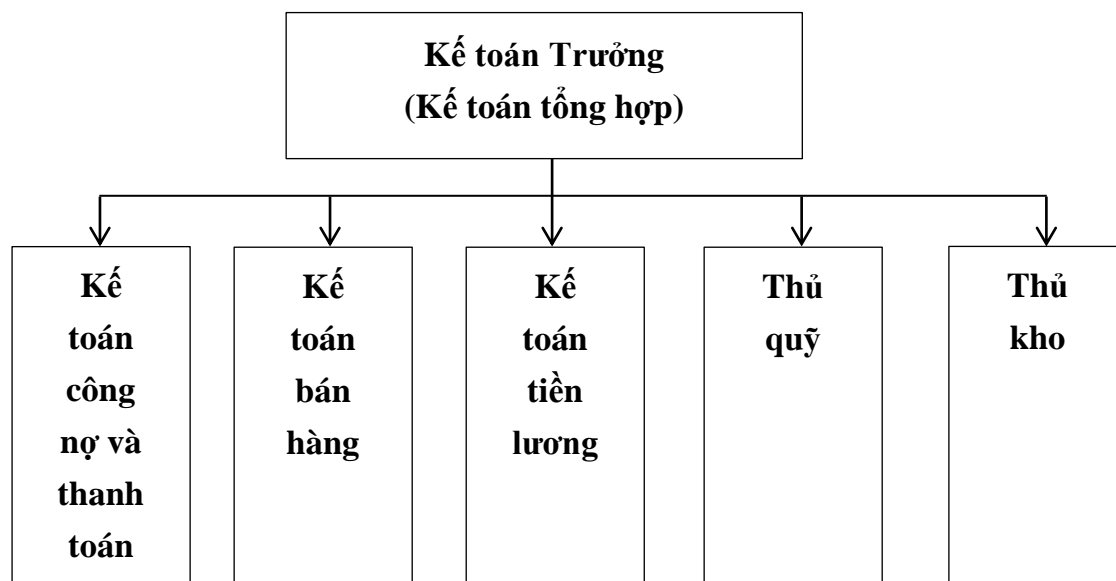 Kế toán Trưởng
(Kế toán tổng hợp)
Kế
toán
công
nợ và
thanh
toán
Kế
toán
bán
hàng
Kế
toán
tiền
lương
Thủ
quỹ
Thủ
kho